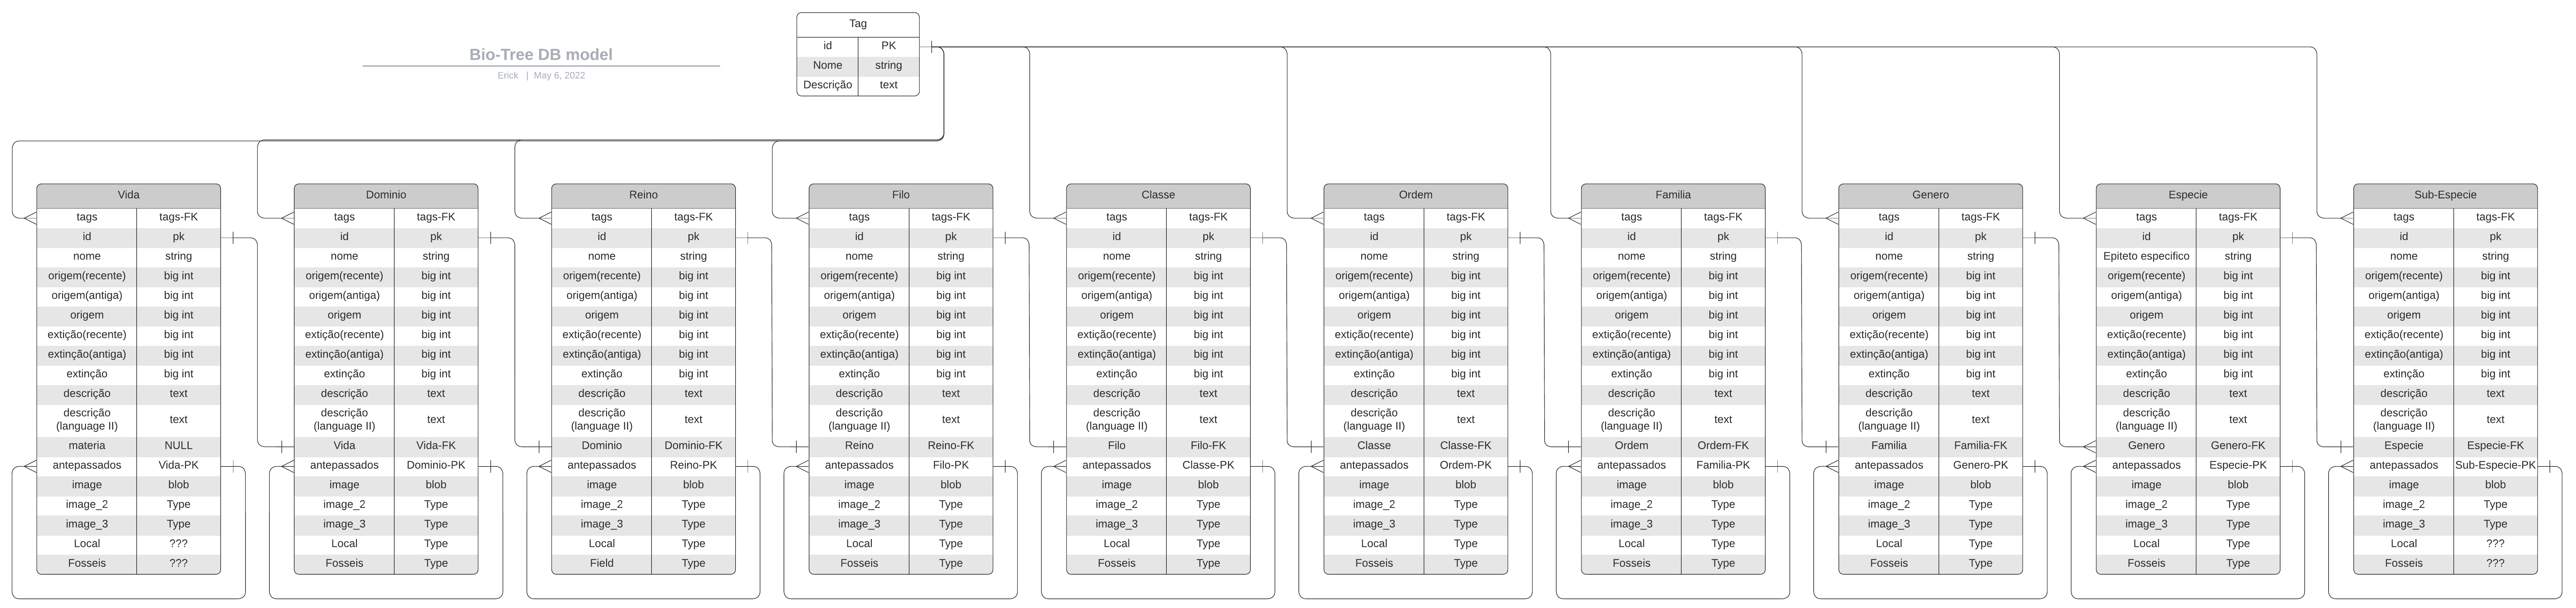 Tag
id PK
Nome string
Descrição text
Bio-Tree DB model
Erick | May 6, 2022
Vida
tags tags-FK
id pk
nome string
origem(recente) big int
origem(antiga) big int
origem big int
extição(recente) big int
extinção(antiga) big int
extinção big int
descrição text
descrição
(language II) text
materia NULL
antepassados Vida-PK
image blob
image_2 Type
image_3 Type
Local ???
Fosseis ???
Dominio
tags tags-FK
id pk
nome string
origem(recente) big int
origem(antiga) big int
origem big int
extição(recente) big int
extinção(antiga) big int
extinção big int
descrição text
descrição
(language II) text
Vida Vida-FK
antepassados Dominio-PK
image blob
image_2 Type
image_3 Type
Local Type
Fosseis Type
Reino
tags tags-FK
id pk
nome string
origem(recente) big int
origem(antiga) big int
origem big int
extição(recente) big int
extinção(antiga) big int
extinção big int
descrição text
descrição
(language II) text
Dominio Dominio-FK
antepassados Reino-PK
image blob
image_2 Type
image_3 Type
Local Type
Field Type
Filo
tags tags-FK
id pk
nome string
origem(recente) big int
origem(antiga) big int
origem big int
extição(recente) big int
extinção(antiga) big int
extinção big int
descrição text
descrição
(language II) text
Reino Reino-FK
antepassados Filo-PK
image blob
image_2 Type
image_3 Type
Local Type
Fosseis Type
Classe
tags tags-FK
id pk
nome string
origem(recente) big int
origem(antiga) big int
origem big int
extição(recente) big int
extinção(antiga) big int
extinção big int
descrição text
descrição
(language II) text
Filo Filo-FK
antepassados Classe-PK
image blob
image_2 Type
image_3 Type
Local Type
Fosseis Type
Ordem
tags tags-FK
id pk
nome string
origem(recente) big int
origem(antiga) big int
origem big int
extição(recente) big int
extinção(antiga) big int
extinção big int
descrição text
descrição
(language II) text
Classe Classe-FK
antepassados Ordem-PK
image blob
image_2 Type
image_3 Type
Local Type
Fosseis Type
Familia
tags tags-FK
id pk
nome string
origem(recente) big int
origem(antiga) big int
origem big int
extição(recente) big int
extinção(antiga) big int
extinção big int
descrição text
descrição
(language II) text
Ordem Ordem-FK
antepassados Familia-PK
image blob
image_2 Type
image_3 Type
Local Type
Fosseis Type
Genero
tags tags-FK
id pk
nome string
origem(recente) big int
origem(antiga) big int
origem big int
extição(recente) big int
extinção(antiga) big int
extinção big int
descrição text
descrição
(language II) text
Familia Familia-FK
antepassados Genero-PK
image blob
image_2 Type
image_3 Type
Local Type
Fosseis Type
Especie
tags tags-FK
id pk
Epiteto especifico string
origem(recente) big int
origem(antiga) big int
origem big int
extição(recente) big int
extinção(antiga) big int
extinção big int
descrição text
descrição
(language II) text
Genero Genero-FK
antepassados Especie-PK
image blob
image_2 Type
image_3 Type
Local Type
Fosseis Type
Sub-Especie
tags tags-FK
id pk
nome string
origem(recente) big int
origem(antiga) big int
origem big int
extição(recente) big int
extinção(antiga) big int
extinção big int
descrição text
descrição
(language II) text
Especie Especie-FK
antepassados Sub-Especie-PK
image blob
image_2 Type
image_3 Type
Local ???
Fosseis ???